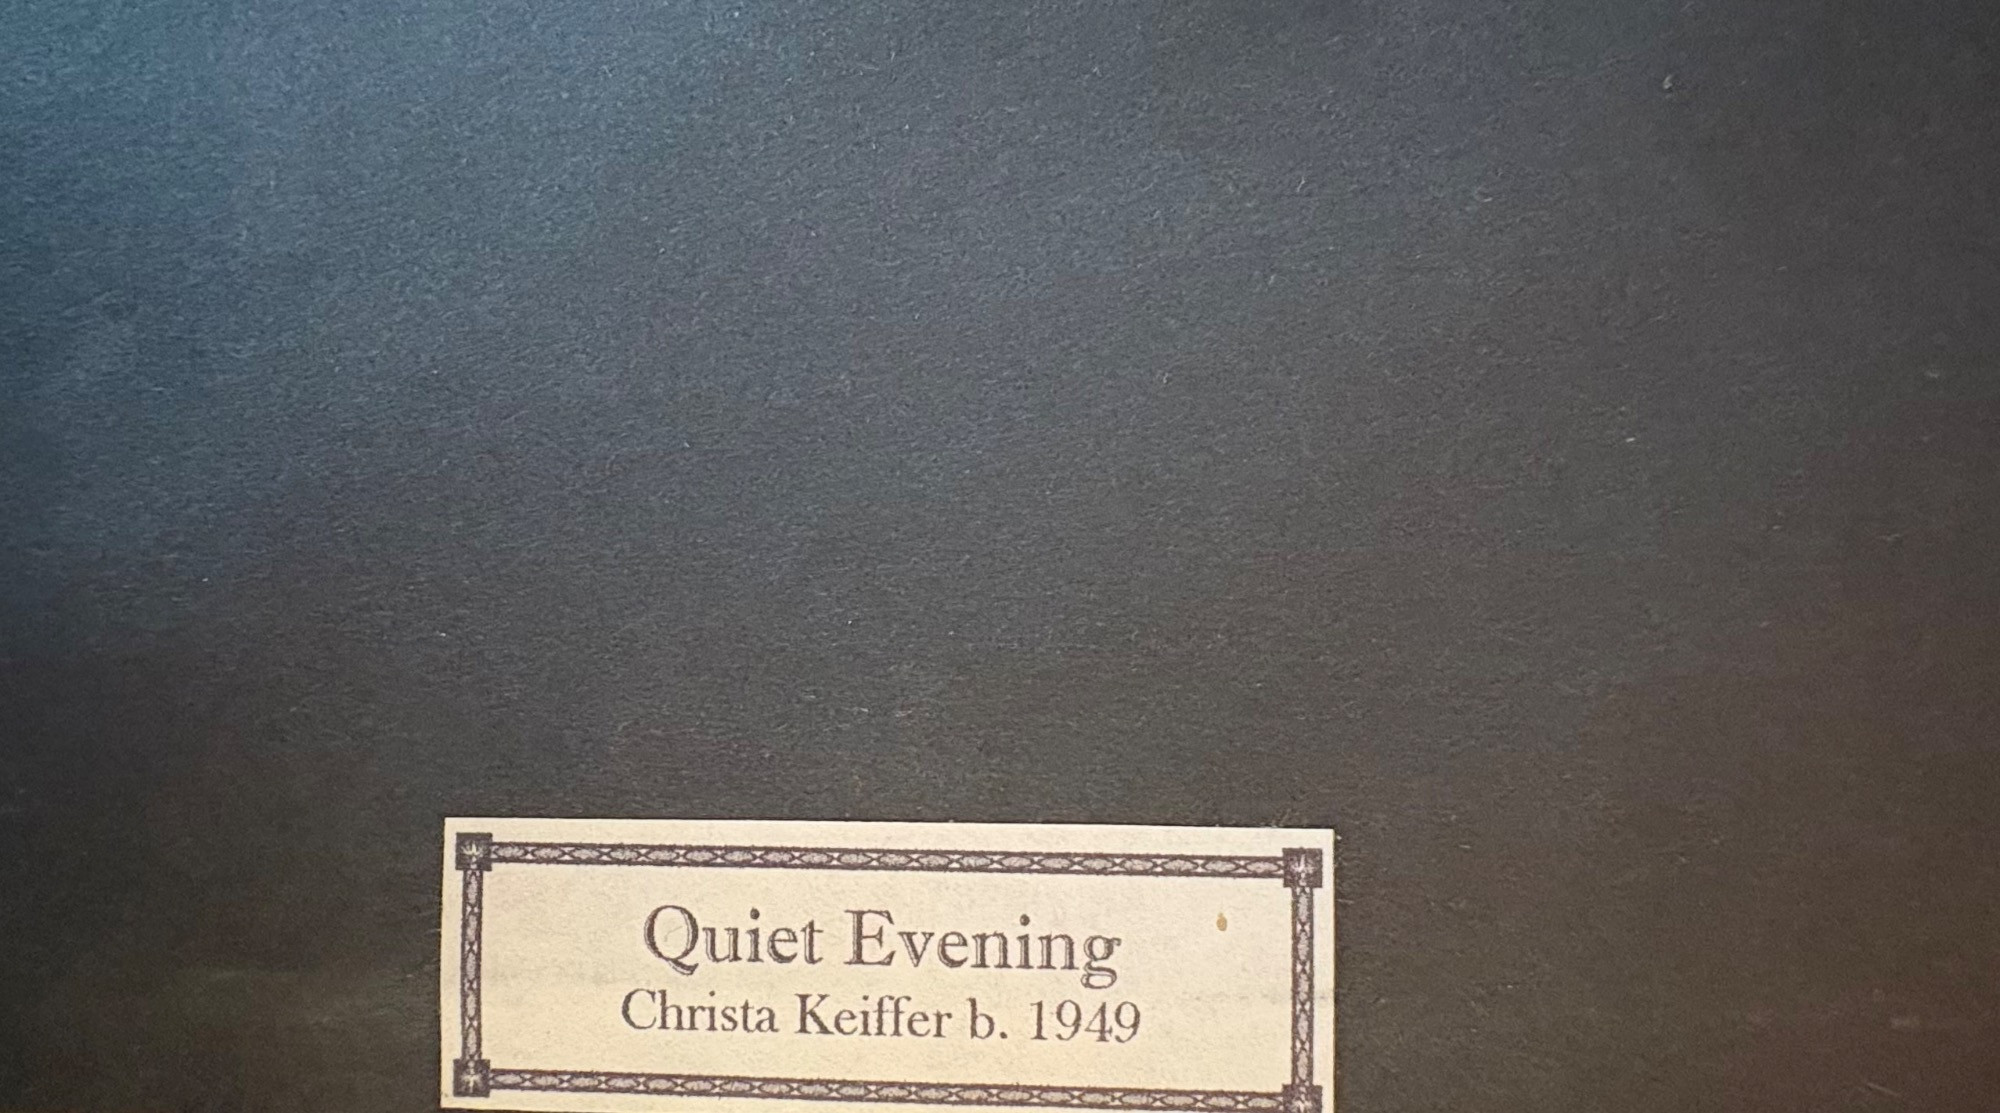 Quiet Evening
Christa Keiffer b. 1949